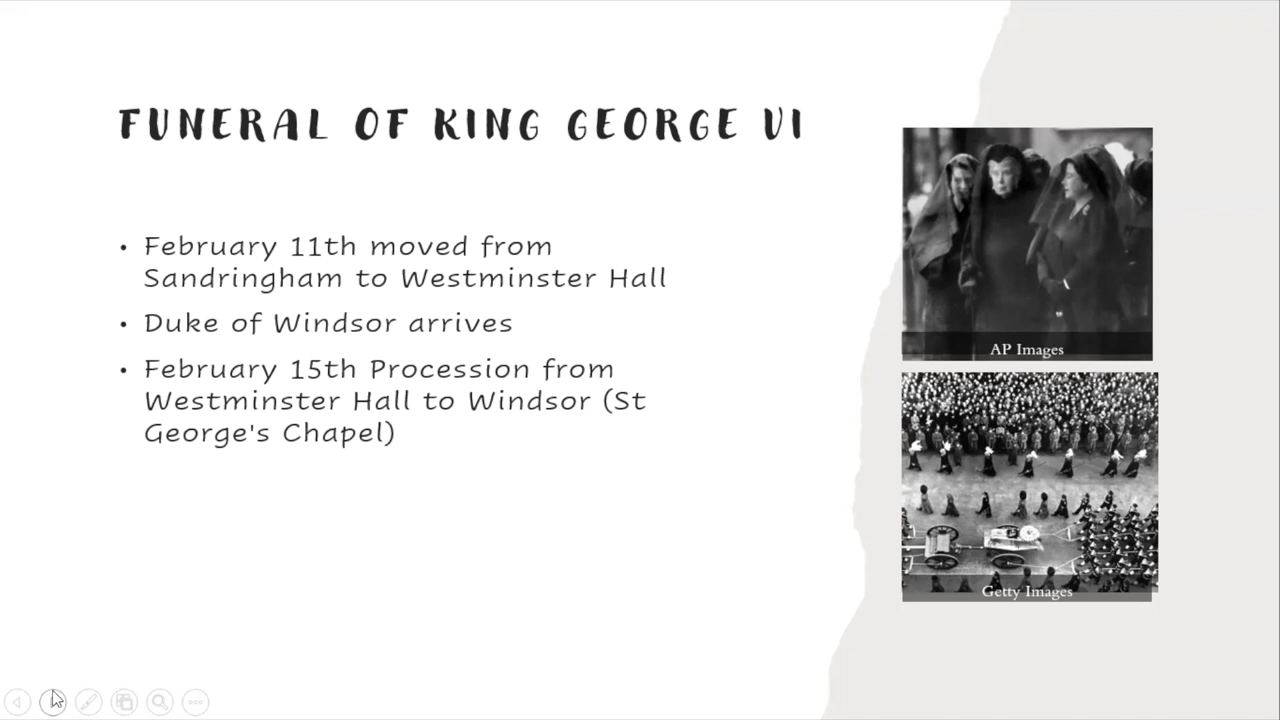 FUNERAL OF KING GEORGE VI
• February 11th moved from
Sandringham to Westminster Hall
• Duke of Windsor arrives
• February 15th Procession from
Westminster Hall to Windsor (St
George's Chapel)
AP Images
Getty Images